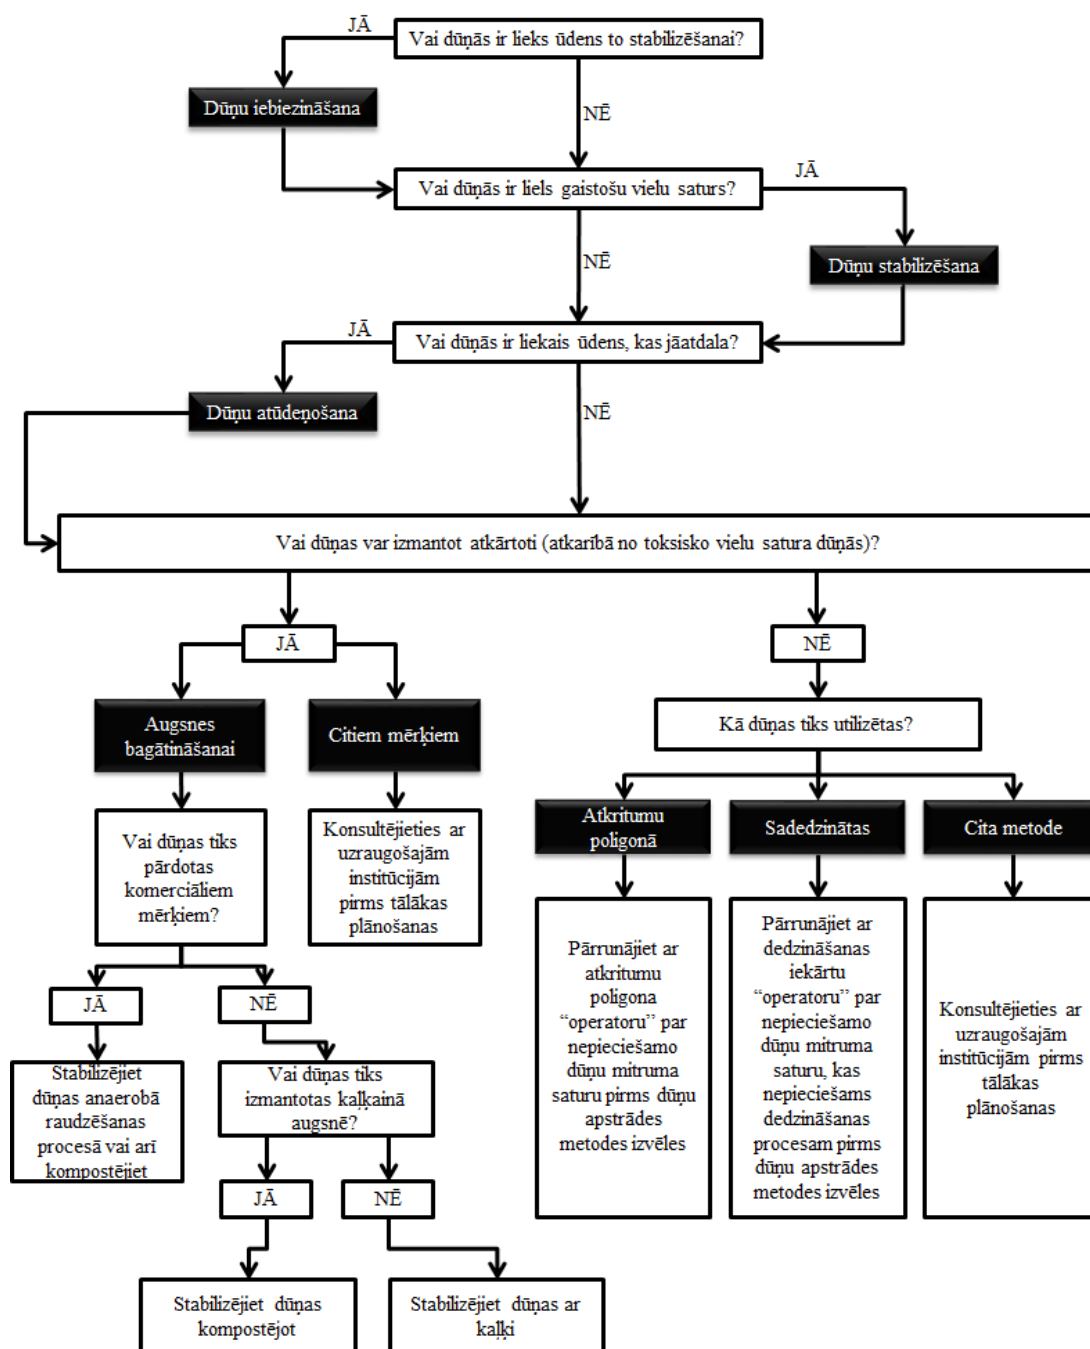 JĀ
Vai dūņās ir lieks ūdens to stabilizēšanai?
Dūņu iebiezināšana
NĒ
Vai dūņās ir liels gaistošu vielu saturs?
JĀ
NĒ
Dūņu stabilizēšana
JĀ
Vai dūņās ir liekais ūdens, kas jāatdala?
Dūņu atūdeņošana
NĒ
Vai dūņas var izmantot atkārtoti (atkarībā no toksisko vielu satura dūņās)?
JĀ
NĒ
Augsnes
bagātināšanai
Citiem mērķiem
Kā dūņas tiks utilizētas?
Atkritumu
poligonā
Sadedzinātas
Cita metode
Vai dūņas tiks
pārdotas
komerciāliem
mērķiem?
Konsultējieties ar
uzraugošajām
institūcijām
pirms tālākas
plānošanas
Pārrunājiet ar
atkritumu
poligona
“operatoru” par
nepieciešamo
dūņu mitruma
saturu pirms dūņu
apstrādes
metodes izvēles
Pārrunājiet ar
dedzināšanas
iekārtu
“operatoru” par
nepieciešamo
dūņu mitruma
saturu, kas
nepieciešams
dedzināšanas
procesam pirms
dūņu apstrādes
metodes izvēles
Konsultējieties ar
uzraugošajām
institūcijām pirms
tālākas
plānošanas
JĀ
NĒ
Stabilizējiet
dūņas anaerobā
raudzēšanas
procesā vai arī
kompostējiet
Vai dūņas tiks
izmantotas kaļķainā
augsnē?
JĀ
NĒ
Stabilizējiet dūņas
kompostējot
Stabilizējiet dūņas ar
kaļķi